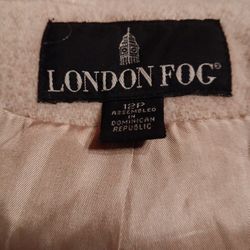 LONDON FOG®
12P
ASSEMBLED
IN
DOMINICAN
REPUBLIC